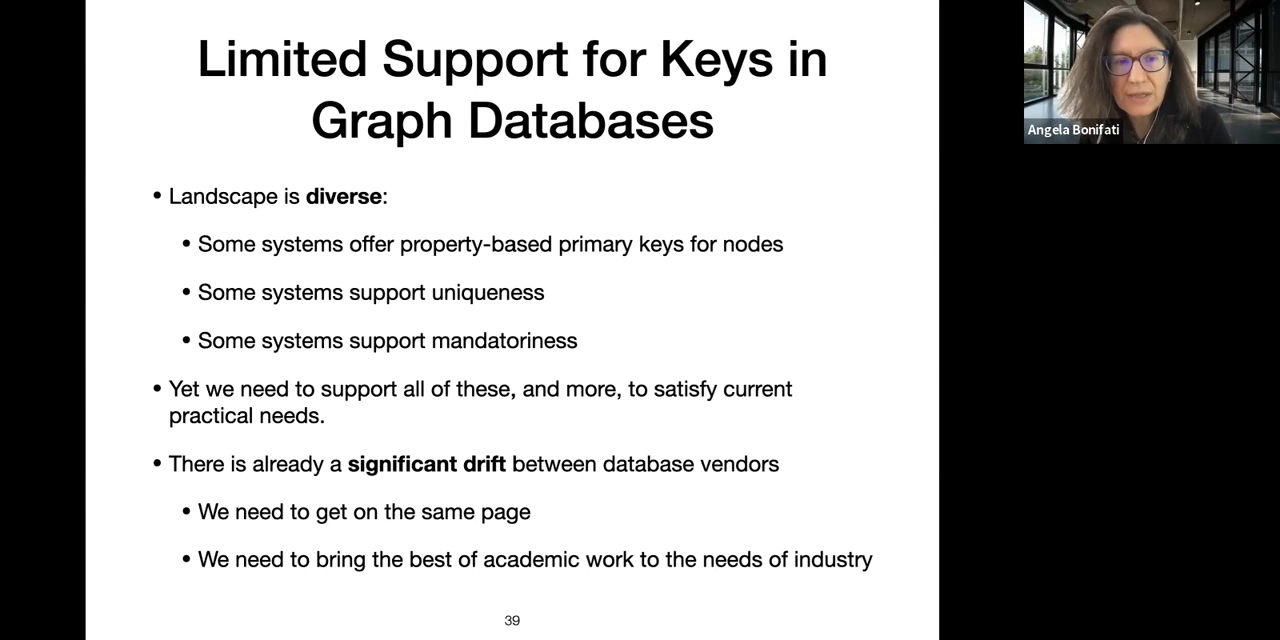 Limited Support for Keys in
Graph Databases
• Landscape is diverse:
• Some systems offer property-based primary keys for nodes
• Some systems support uniqueness
• Some systems support mandatoriness
• Yet we need to support all of these, and more, to satisfy current
practical needs.
• There is already a significant drift between database vendors
• We need to get on the same page
• We need to bring the best of academic work to the needs of industry
39
Angela Bonifati